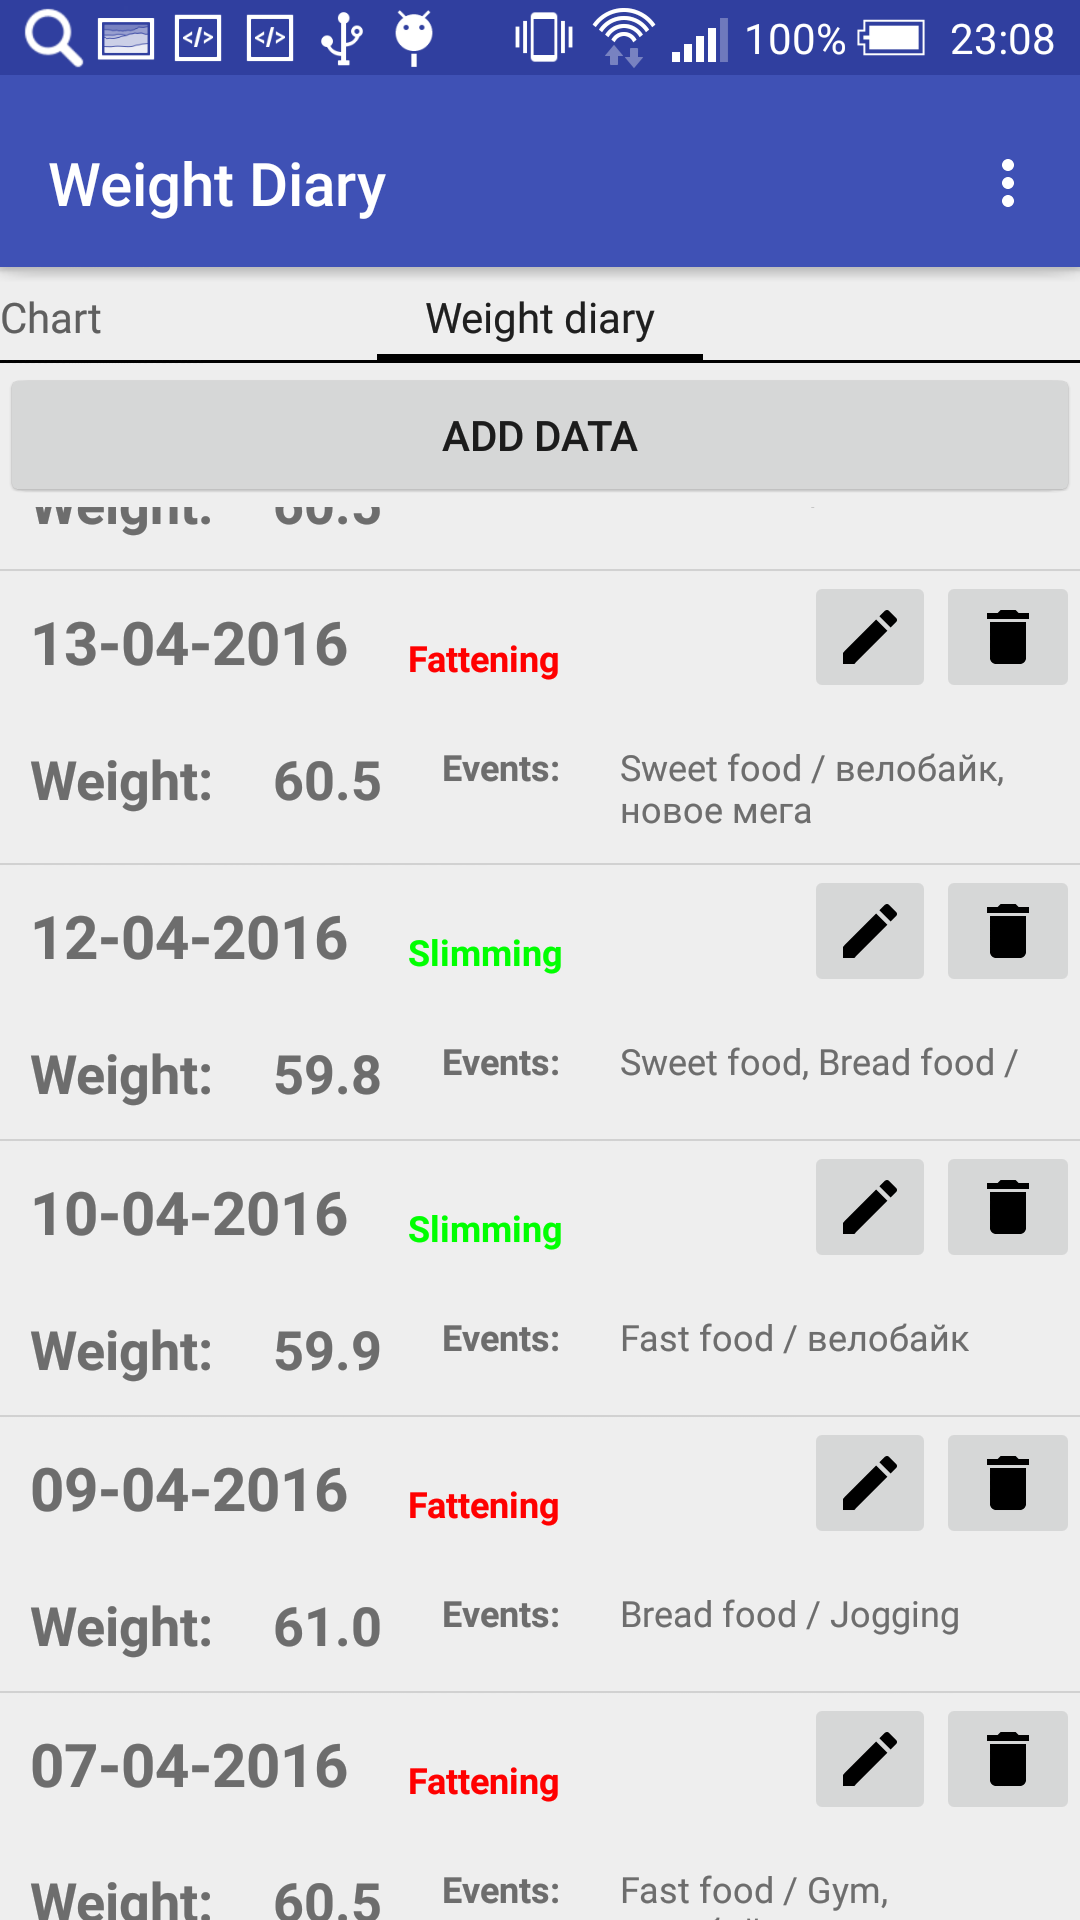 100% 23:08
Weight Diary
Chart Weight diary
ADD DATA
Weight: 60.5
13-04-2016 Fattening
Weight: 60.5 Events: Sweet food / велобайк,
новое мега
12-04-2016 Slimming
Weight: 59.8 Events: Sweet food, Bread food /
10-04-2016 Slimming
Weight: 59.9 Events: Fast food / велобайк
09-04-2016 Fattening
Weight: 61.0 Events: Bread food / Jogging
07-04-2016 Fattening
Weight: 60.5 Events: Fast food / Gym,